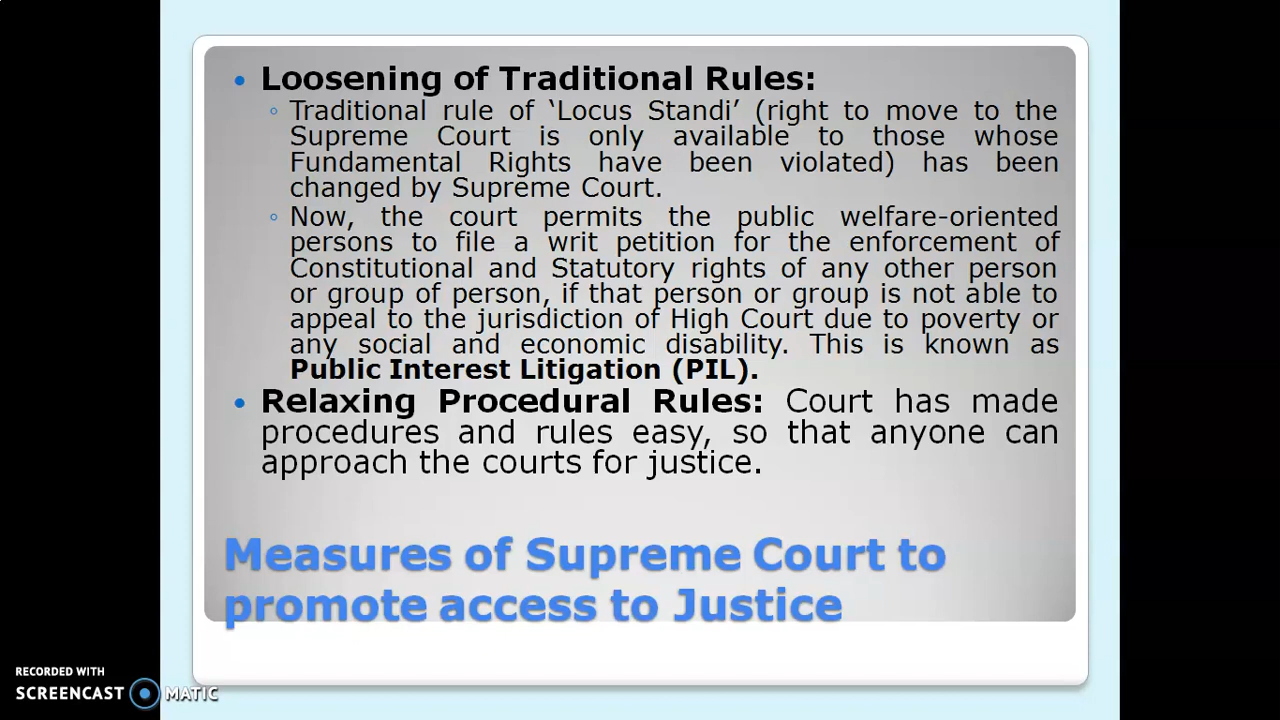 Loosening of Traditional Rules:
Traditional rule of ‘Locus Standi’ (right to move to the
Supreme Court is only available to those whose
Fundamental Rights have been violated) has been
changed by Supreme Court.
Now, the court permits the public welfare-oriented
persons to file a writ petition for the enforcement of
Constitutional and Statutory rights of any other person
or group of person, if that person or group is not able to
appeal to the jurisdiction of High Court due to poverty or
any social and economic disability. This is known as
Public Interest Litigation (PIL).
Relaxing Procedural Rules: Court has made
procedures and rules easy, so that anyone can
approach the courts for justice.
Measures of Supreme Court to
promote access to Justice
RECORDED WITH
SCREENCAST MATIC